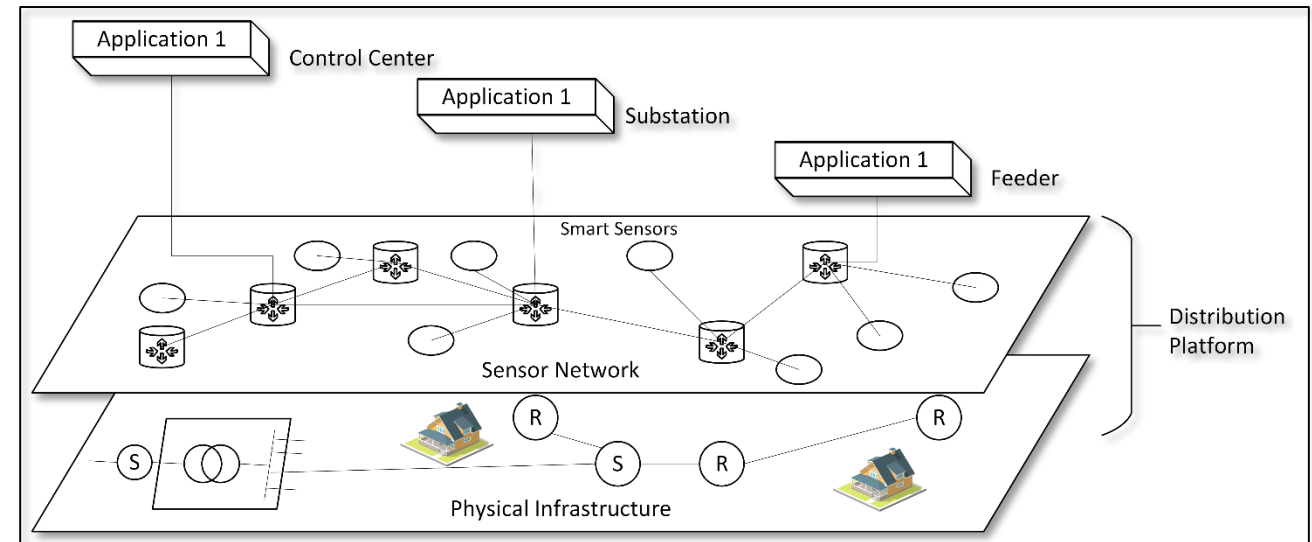 Application 1
Control Center
Application 1
Substation
Application 1
Feeder
Smart Sensors
Sensor Network
Distribution
Platform
R
R
S
S
R
Physical Infrastructure